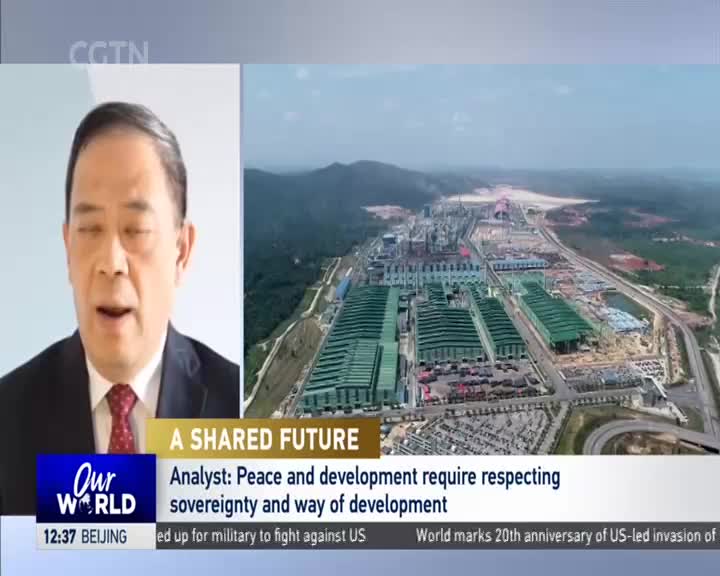 CGTN
A SHARED FUTURE
Analyst: Peace and development require respecting
sovereignty and way of development
Our
WORLD
12:37 BEIJING
ed up for military to fight against US World marks 20th anniversary of US-led invasion of